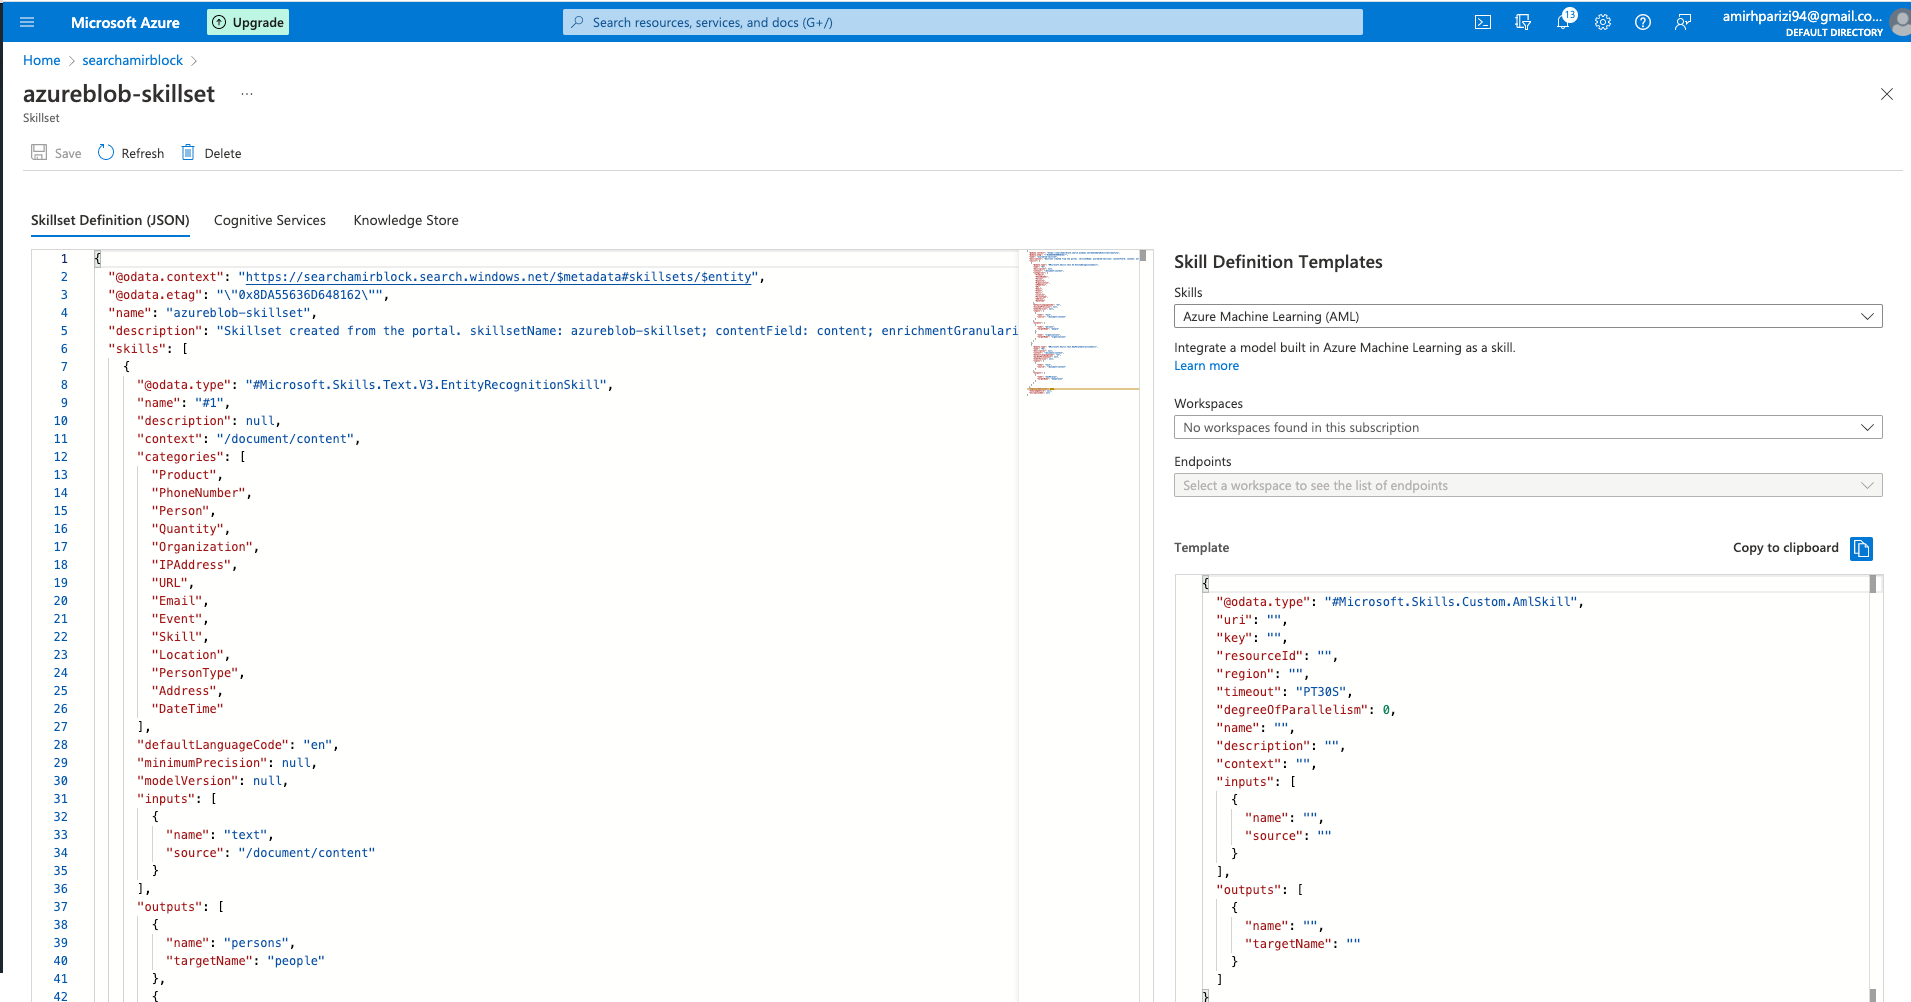 Microsoft Azure
Upgrade
Search resources, services, and docs (G+/)
13
amirhparizi94@gmail.co...
DEFAULT DIRECTORY
Home > searchamirblock >
azureblob-skillset ...
Skillset
Save Refresh Delete
Skillset Definition (JSON) Cognitive Services Knowledge Store
1 {
2 "@odata.context": "https://searchamirblock.search.windows.net/$metadata#skillsets/$entity",
3 "@odata.etag": "\"0x8DA55636D648162\"",
4 "name": "azureblob-skillset",
5 "description": "Skillset created from the portal. skillsetName: azureblob-skillset; contentField: content; enrichmentGranulari
6 "skills": [
7 {
8 "@odata.type": "#Microsoft.Skills.Text.V3.EntityRecognitionSkill",
9 "name": "#1",
10 "description": null,
11 "context": "/document/content",
12 "categories": [
13 "Product",
14 "PhoneNumber",
15 "Person",
16 "Quantity",
17 "Organization",
18 "IPAddress",
19 "URL",
20 "Email",
21 "Event",
22 "Skill",
23 "Location",
24 "PersonType",
25 "Address",
26 "DateTime"
27 ],
28 "defaultLanguageCode": "en",
29 "minimumPrecision": null,
30 "modelVersion": null,
31 "inputs": [
32 {
33 "name": "text",
34 "source": "/document/content"
35 }
36 ],
37 "outputs": [
38 {
39 "name": "persons",
40 "targetName": "people"
41 },
42 {
Skill Definition Templates
Skills
Azure Machine Learning (AML)
Integrate a model built in Azure Machine Learning as a skill.
Learn more
Workspaces
No workspaces found in this subscription
Endpoints
Select a workspace to see the list of endpoints
Template Copy to clipboard
{
"@odata.type": "#Microsoft.Skills.Custom.AmlSkill",
"uri": "",
"key": "",
"resourceId": "",
"region": "",
"timeout": "PT30S",
"degreeOfParallelism": 0,
"name": "",
"description": "",
"context": "",
"inputs": [
{
"name": "",
"source": ""
}
],
"outputs": [
{
"name": "",
"targetName": ""
}
]
}